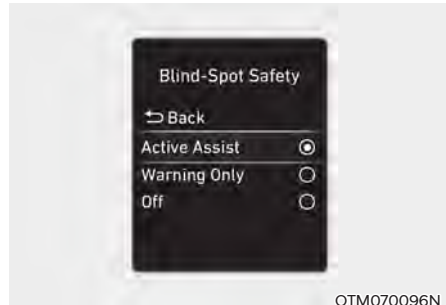 Blind-Spot Safety
Back
Active Assist
Warning Only
Off
OTM070096N